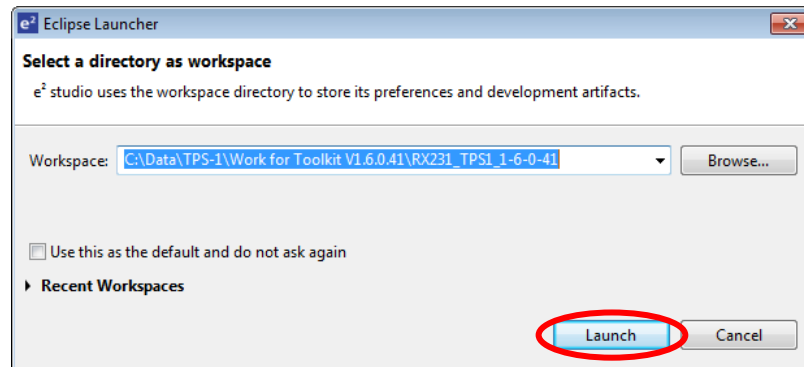 e² Eclipse Launcher
Select a directory as workspace
e² studio uses the workspace directory to store its preferences and development artifacts.
Workspace: C:\Data\TPS-1\Work for Toolkit V1.6.0.41\RX231_TPS1_1-6-0-41 Browse...
Use this as the default and do not ask again
Recent Workspaces
Launch Cancel